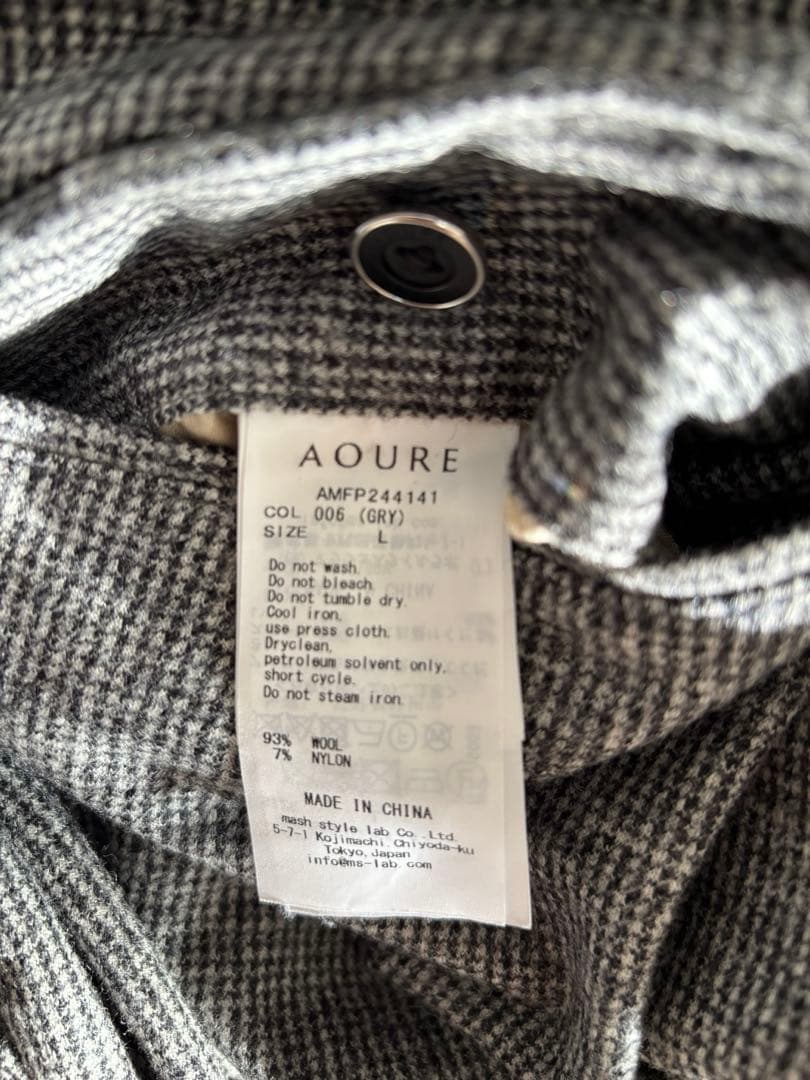 AOURE
AMFP244141
COL 006 (GRY)
SIZE L
Do not wash.
Do not bleach
Do not tumble dry.
Cool iron,
use press cloth.
Dryclean,
petroleum solvent only.
short cycle.
Do not steam iron.
93% WOOL
7% NYLON
MADE IN CHINA
mash style lab Co.,Ltd.
5-7-1 Kojimachi,Chiyoda-ku
Tokyo,Japan
info@ms-lab.com